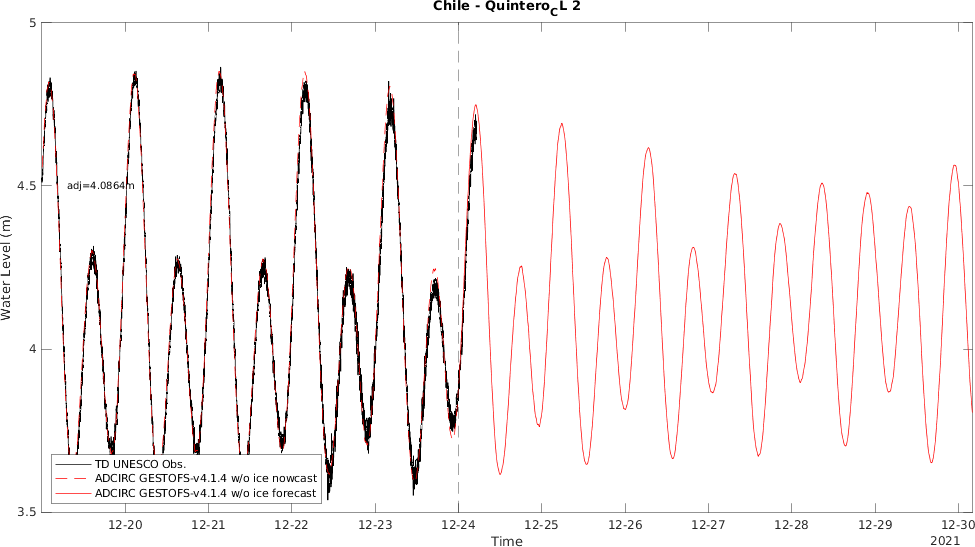 Chile - Quintero_CL 2
5
4.5
4
3.5
Water Level (m)
adj=4.0864m
TD UNESCO Obs.
ADCIRC GESTOFS-v4.1.4 w/o ice nowcast
ADCIRC GESTOFS-v4.1.4 w/o ice forecast
12-20 12-21 12-22 12-23 12-24 12-25 12-26 12-27 12-28 12-29 12-30
Time
2021